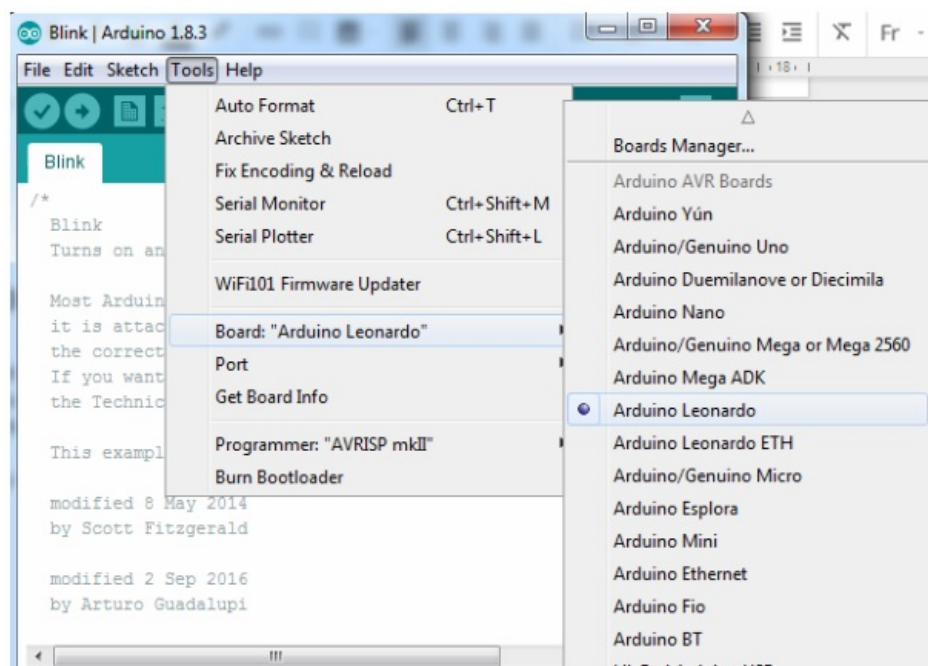 Blink | Arduino 1.8.3
File Edit Sketch Tools Help
Blink
/*
Blink
Turns on an
Most Arduin
it is attac
the correct
If you want
the Technic
This exampl
modified 8 May 2014
by Scott Fitzgerald
modified 2 Sep 2016
by Arturo Guadalupi
Auto Format Ctrl+T
Archive Sketch
Fix Encoding & Reload
Serial Monitor Ctrl+Shift+M
Serial Plotter Ctrl+Shift+L
WiFi101 Firmware Updater
Board: "Arduino Leonardo"
Port
Get Board Info
Programmer: "AVRISP mkII"
Burn Bootloader
Boards Manager...
Arduino AVR Boards
Arduino Yún
Arduino/Genuino Uno
Arduino Duemilanove or Diecimila
Arduino Nano
Arduino/Genuino Mega or Mega 2560
Arduino Mega ADK
Arduino Leonardo
Arduino Leonardo ETH
Arduino/Genuino Micro
Arduino Esplora
Arduino Mini
Arduino Ethernet
Arduino Fio
Arduino BT
Fr
18